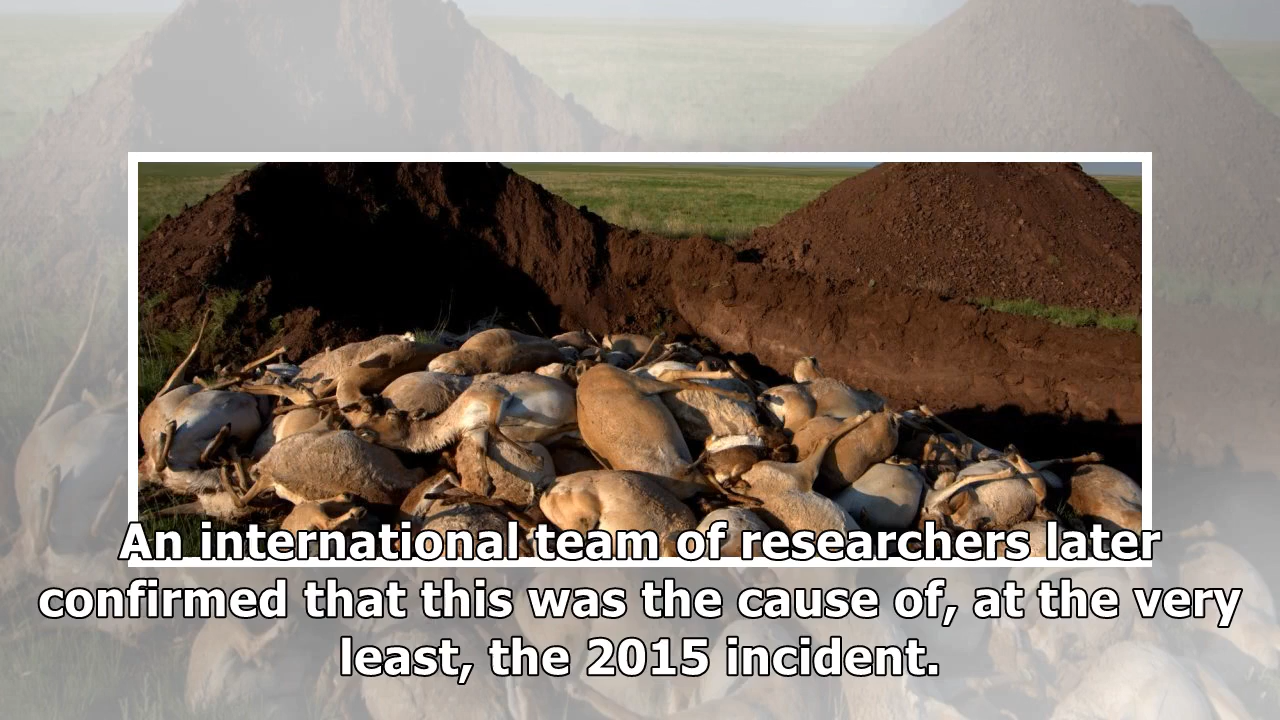 An international team of researchers later
confirmed that this was the cause of, at the very
least, the 2015 incident.